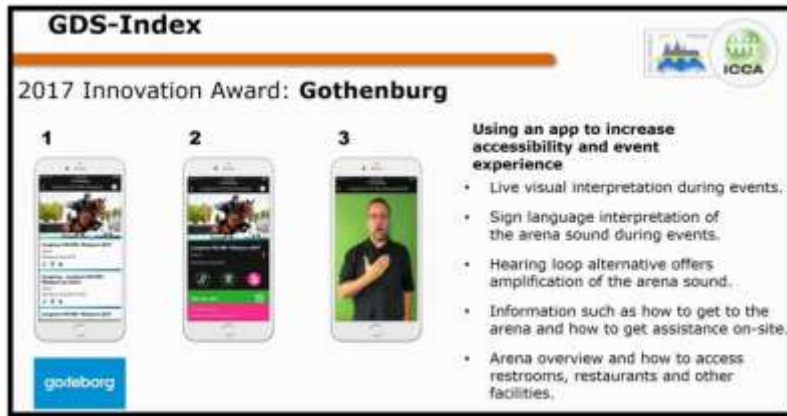 GDS-Index
ICCA
2017 Innovation Award: Gothenburg
1
2
3
Using an app to increase
accessibility and event
experience
• Live visual interpretation during events.
• Sign language interpretation of
the arena sound during events.
• Hearing loop alternative offers
amplification of the arena sound.
• Information such as how to get to the
arena and how to get assistance on-site.
• Arena overview and how to access
restrooms, restaurants and other
facilities.
goteborg